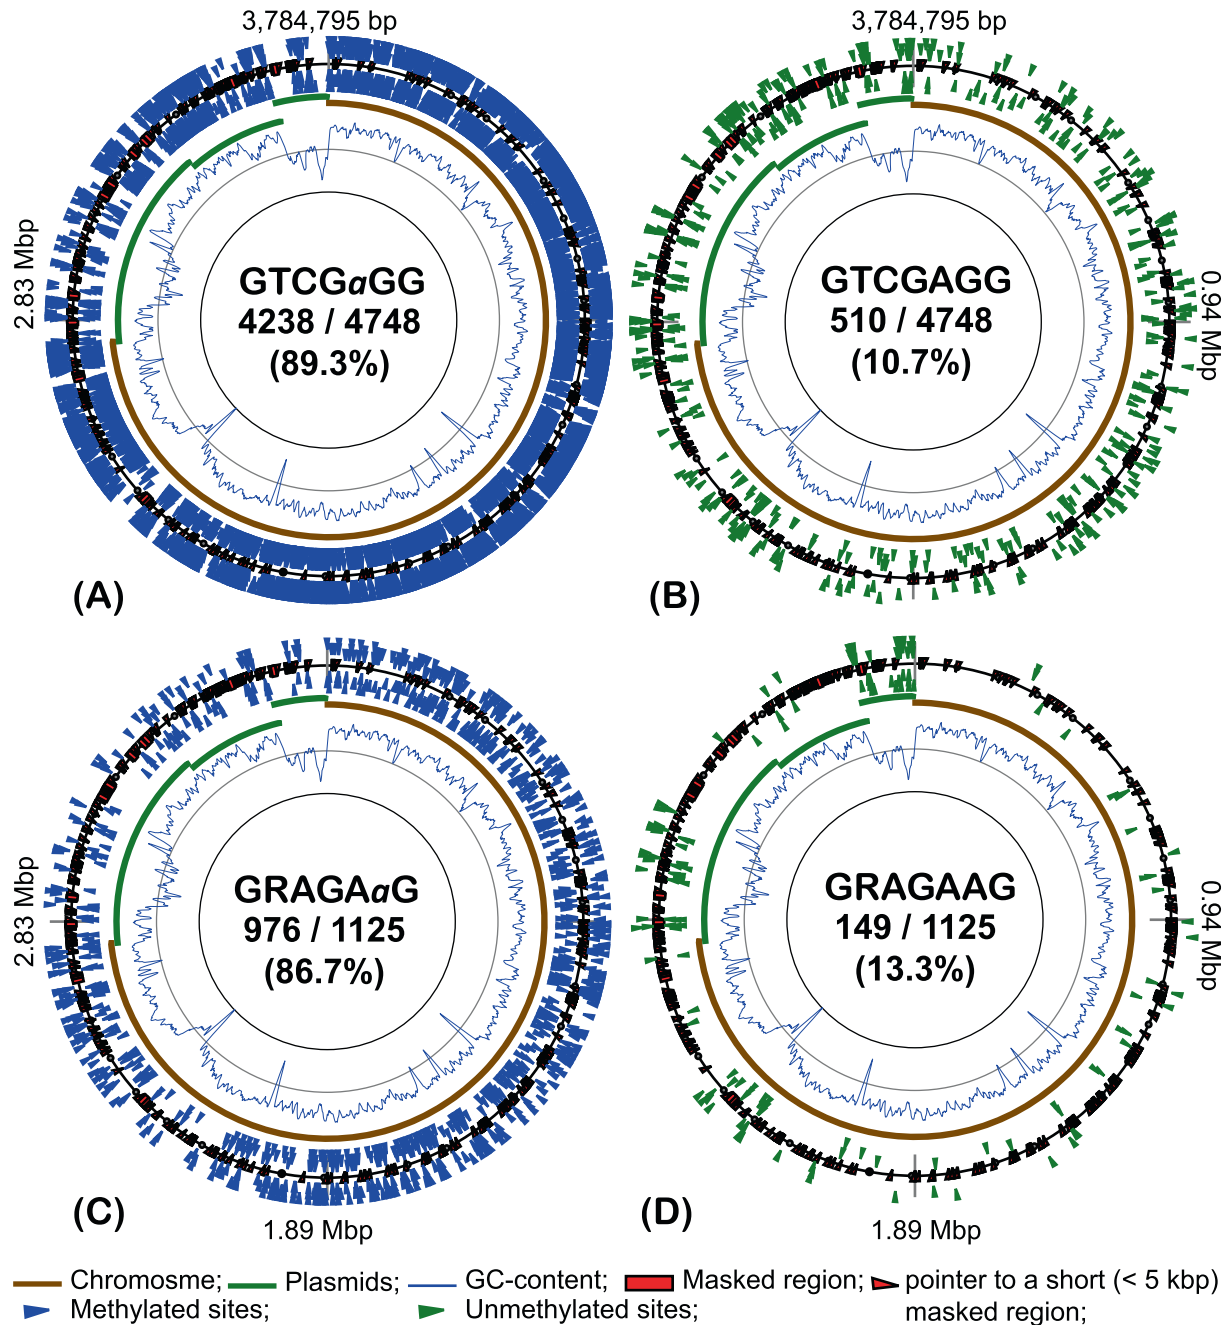 3,784,795 bp
3,784,795 bp
2.83 Mbp
GTCGaGG
4238 / 4748
(89.3%)
GTCGAGG
510 / 4748
(10.7%)
0.94 Mbp
(A)
(B)
2.83 Mbp
GRAGAaG
976 / 1125
(86.7%)
GRAGAAG
149 / 1125
(13.3%)
0.94 Mbp
(C)
(D)
1.89 Mbp
1.89 Mbp
Chromosme; Plasmids; GC-content; Masked region; pointer to a short (< 5 kbp)
Methylated sites; Unmethylated sites; masked region;